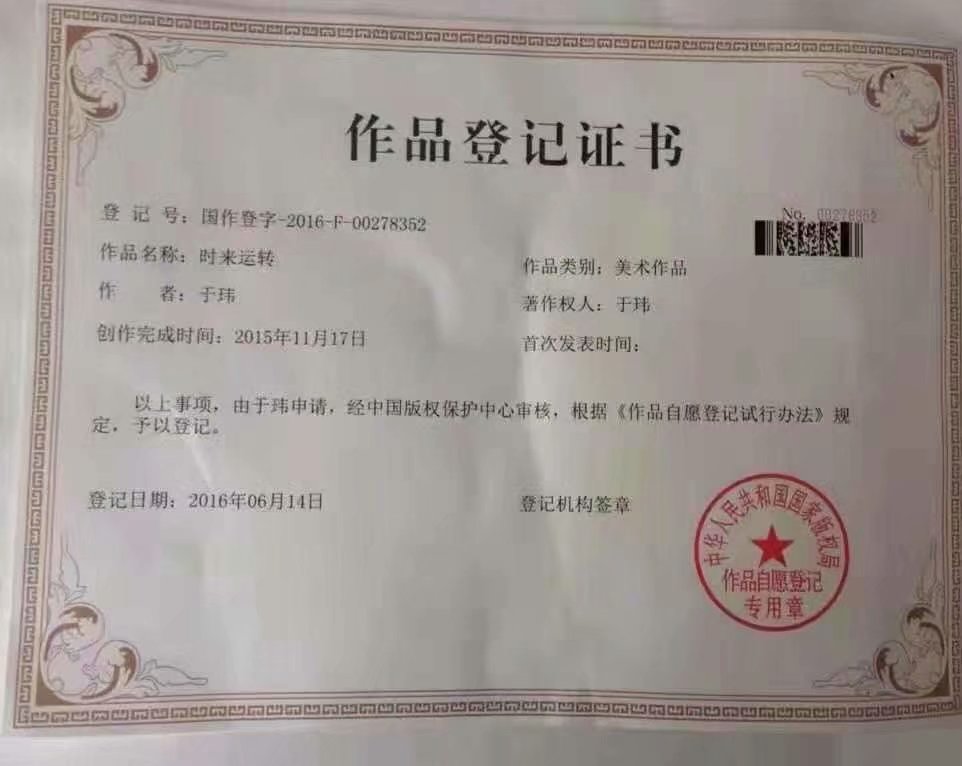 作品登记证书
No. 00278352
登 记 号：国作登字-2016-F-00278352
作品名称：时来运转
作品类别：美术作品
作　　者：于玮
著作权人：于玮
创作完成时间：2015年11月17日
首次发表时间：
以上事项，由于玮申请，经中国版权保护中心审核，根据《作品自愿登记试行办法》规
定，予以登记。
登记日期：2016年06月14日
登记机构签章
中华人民共和国国家版权局
作品自愿登记
专用章